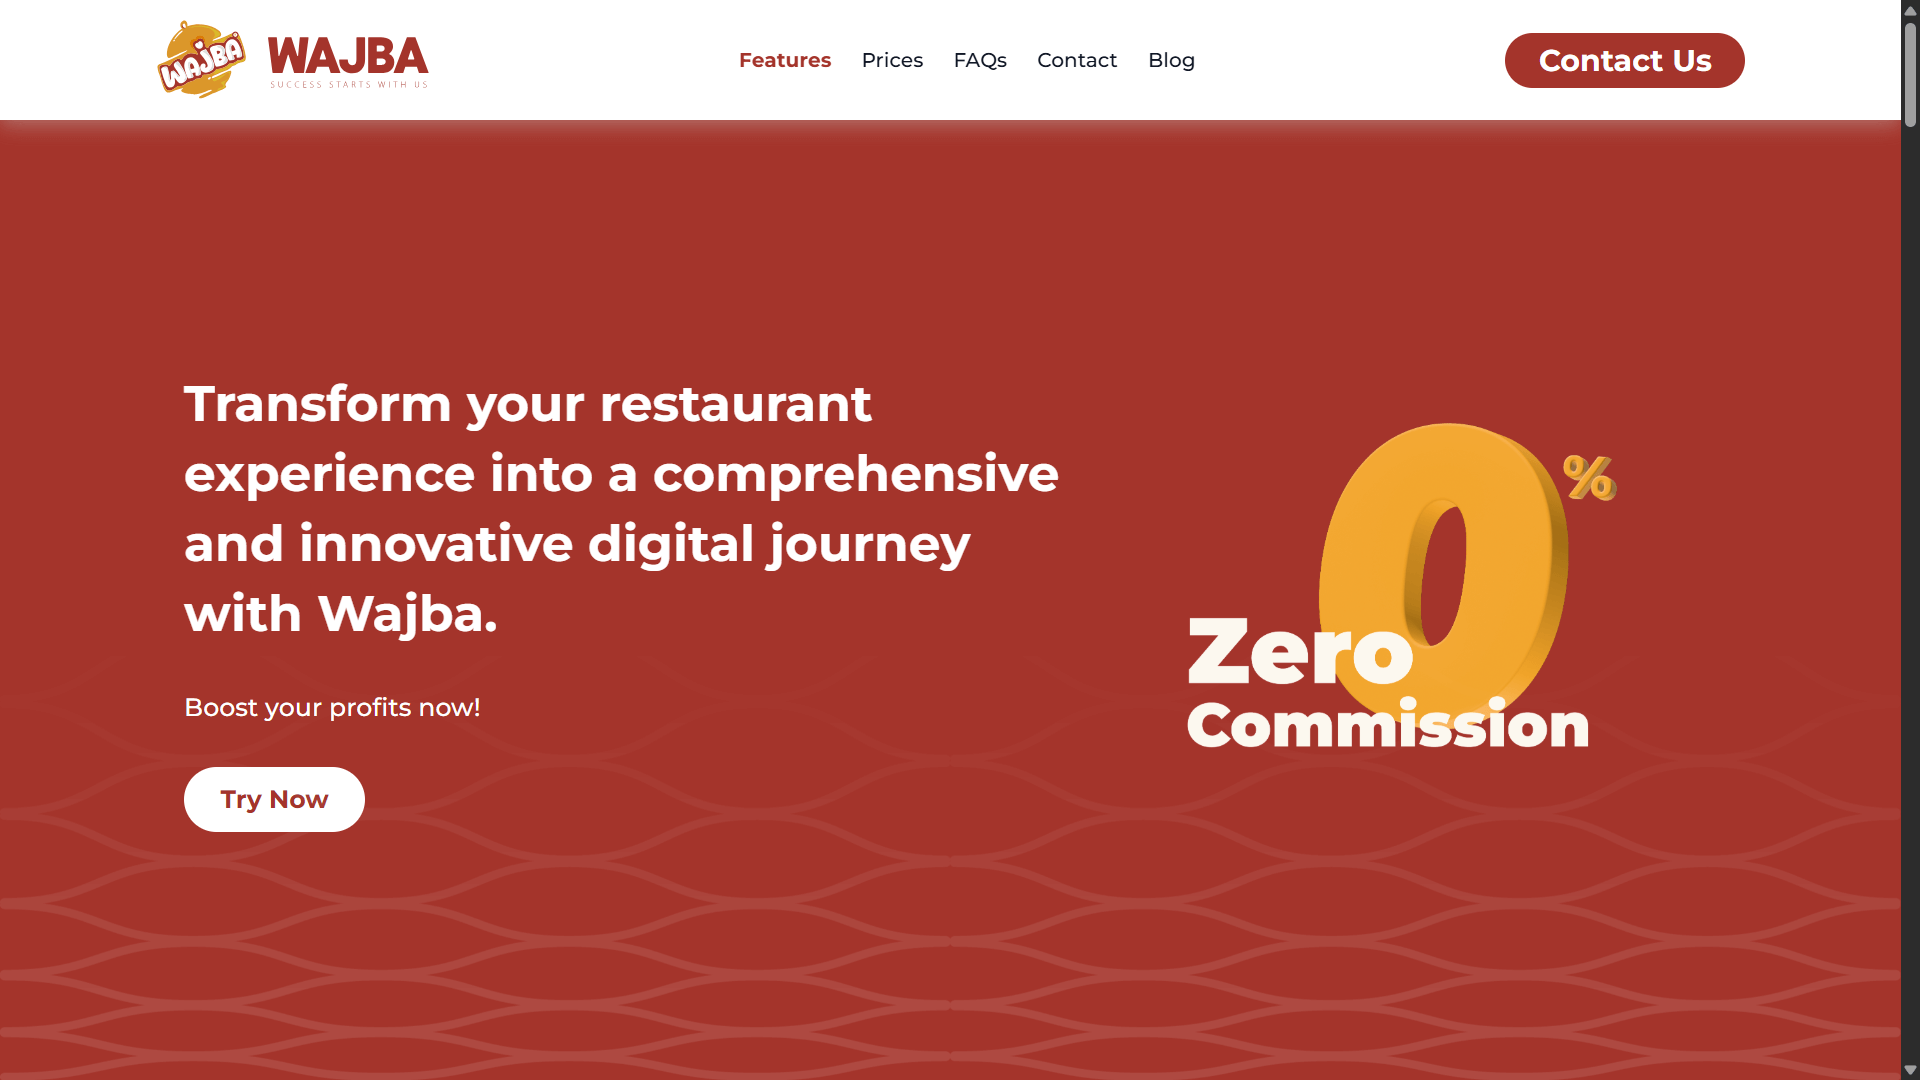 WAJBA
WAJBA
SUCCESS STARTS WITH US
Features
Prices
FAQs
Contact
Blog
Contact Us
Transform your restaurant
experience into a comprehensive
and innovative digital journey
with Wajba.
Boost your profits now!
Try Now
0%
Zero
Commission